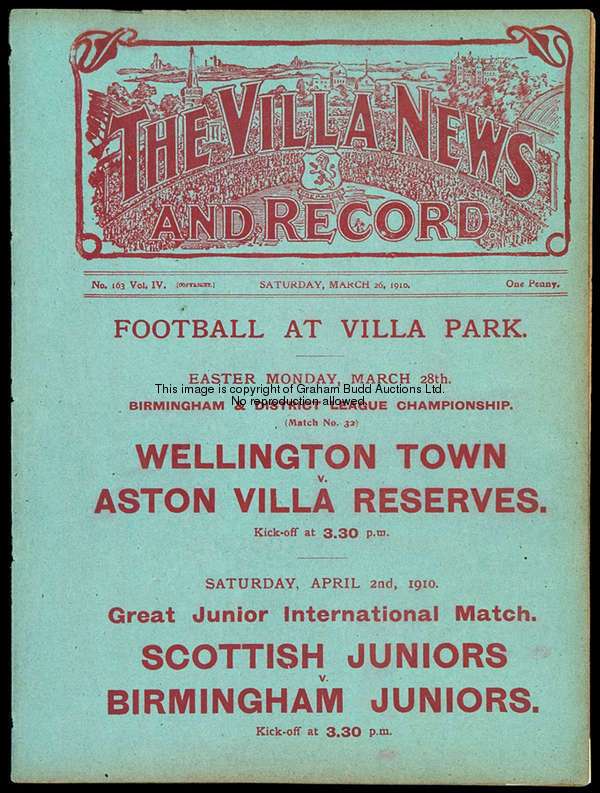 THE VILLA NEWS
AND RECORD.
No. 163 Vol. IV. (COPYRIGHT.) SATURDAY, MARCH 26, 1910. One Penny.
FOOTBALL AT VILLA PARK.
EASTER MONDAY, MARCH 28th.
This image is copyright of Graham Budd Auctions Ltd.
No reproduction allowed.
BIRMINGHAM & DISTRICT LEAGUE CHAMPIONSHIP.
(Match No. 32)
WELLINGTON TOWN
v.
ASTON VILLA RESERVES.
Kick-off at 3.30 p.m.
SATURDAY, APRIL 2nd, 1910.
Great Junior International Match.
SCOTTISH JUNIORS
v.
BIRMINGHAM JUNIORS.
Kick-off at 3.30 p.m.